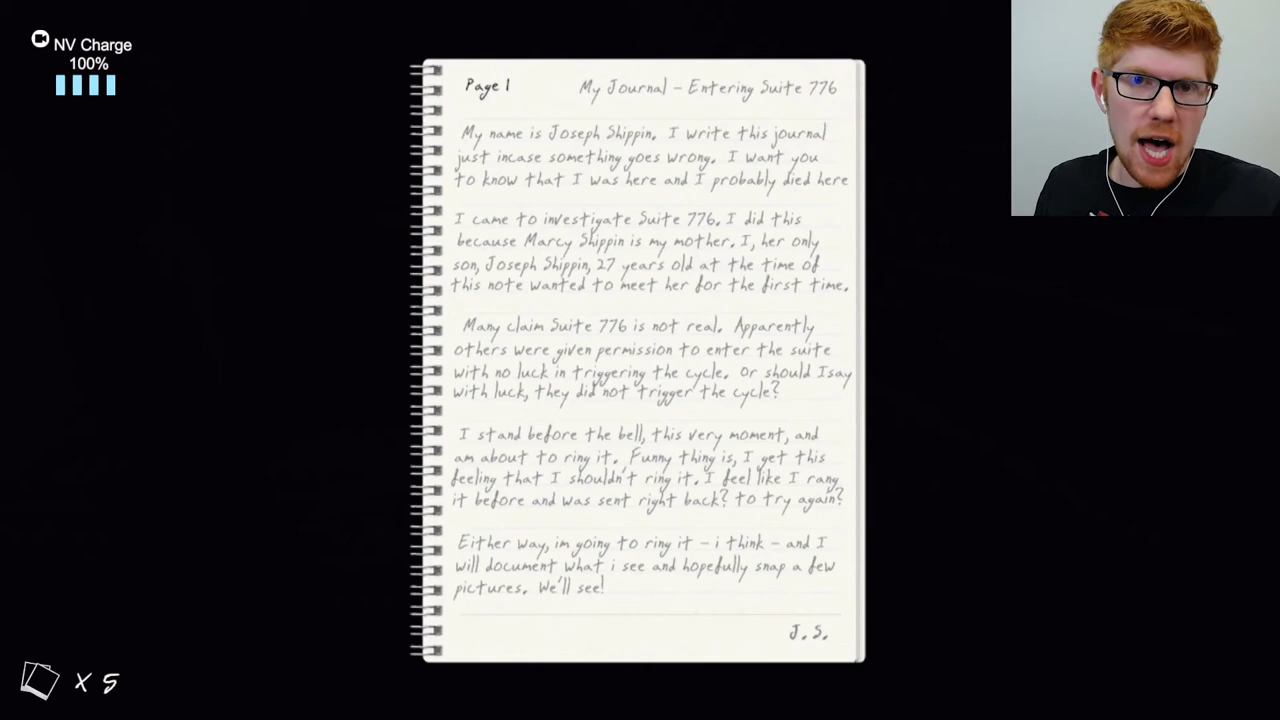 NV Charge
100%
Page 1
My Journal - Entering Suite 776
My name is Joseph Shippin. I write this journal
just incase something goes wrong. I want you
to know that I was here and I probably died here
I came to investigate Suite 776. I did this
because Marcy Shippin is my mother. I, her only
son, Joseph Shippin, 27 years old at the time of
this note wanted to meet her for the first time.
Many claim Suite 776 is not real. Apparently
others were given permission to enter the suite
with no luck in triggering the cycle. Or should I say
with luck, they did not trigger the cycle?
I stand before the bell, this very moment, and
am about to ring it. Funny thing is, I get this
feeling that I shouldn't ring it. I feel like I rang
it before and was sent right back? to try again?
Either way, im going to ring it - i think - and I
will document what i see and hopefully snap a few
pictures. We'll see!
J.S.
X 5